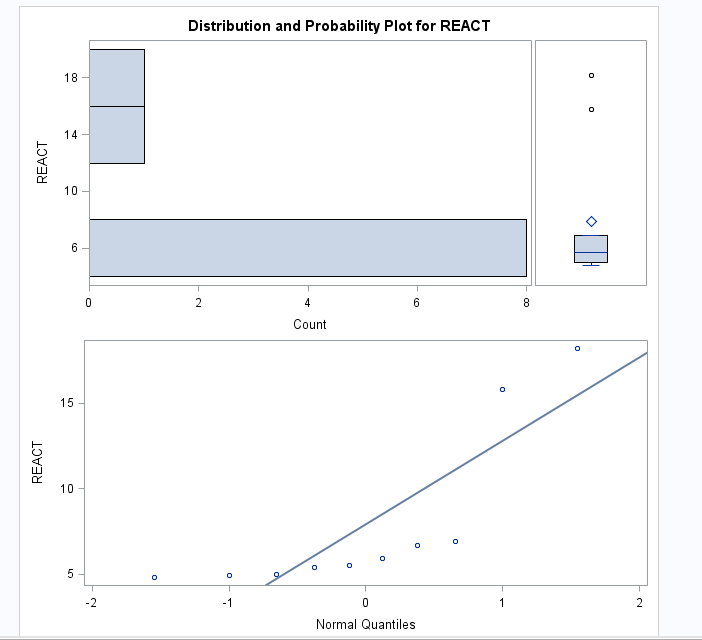 Distribution and Probability Plot for REACT
18
14
10
6
REACT
0 2 4 6 8
Count
15
10
5
REACT
-2 -1 0 1 2
Normal Quantiles